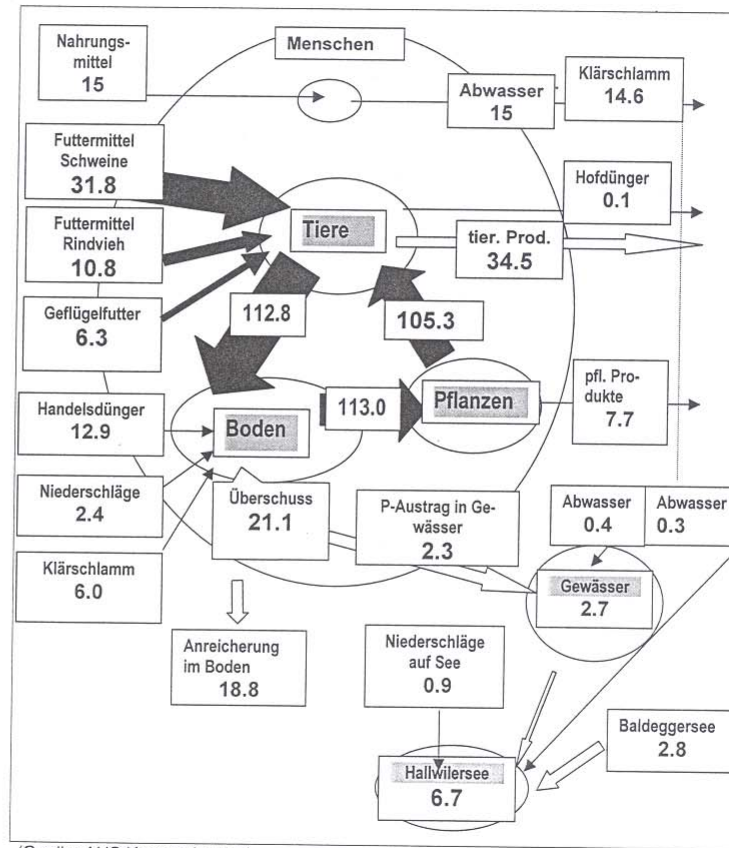 Nahrungs-
mittel
15
Menschen
Abwasser
15
Klärschlamm
14.6
Futtermittel
Schweine
31.8
Hofdünger
0.1
Tiere
tier. Prod.
34.5
Futtermittel
Rindvieh
10.8
Geflügelfutter
6.3
112.8
105.3
Handelsdünger
12.9
Boden
113.0
Pflanzen
pfl. Pro-
dukte
7.7
Niederschläge
2.4
Überschuss
21.1
P-Austrag in Ge-
wässer
2.3
Abwasser
0.4
Abwasser
0.3
Klärschlamm
6.0
Gewässer
2.7
Anreicherung
im Boden
18.8
Niederschläge
auf See
0.9
Baldeggersee
2.8
Hallwilersee
6.7